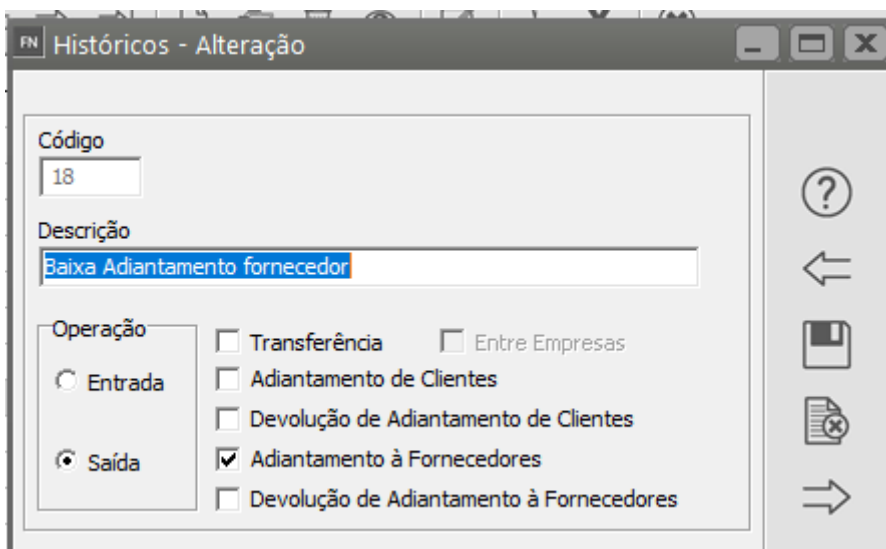 FN Históricos - Alteração
Código
18
Descrição
Baixa Adiantamento fornecedor
Operação
Transferência Entre Empresas
Entrada
Adiantamento de Clientes
Devolução de Adiantamento de Clientes
Saída
Adiantamento à Fornecedores
Devolução de Adiantamento à Fornecedores